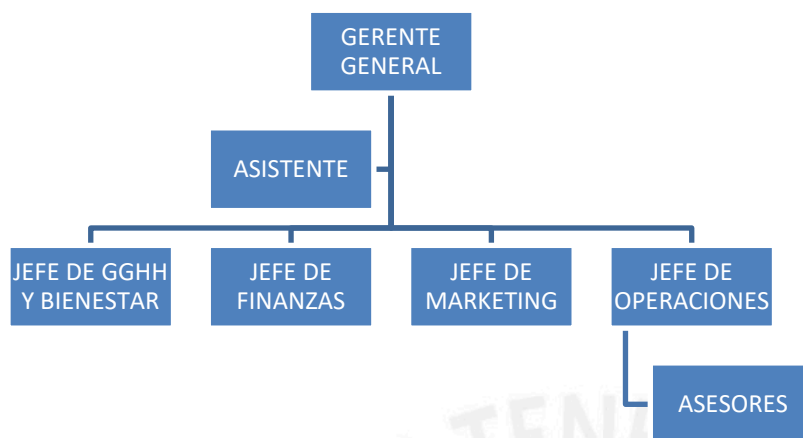 GERENTE
GENERAL
ASISTENTE
JEFE DE GGHH
Y BIENESTAR
JEFE DE
FINANZAS
JEFE DE
MARKETING
JEFE DE
OPERACIONES
ASESORES